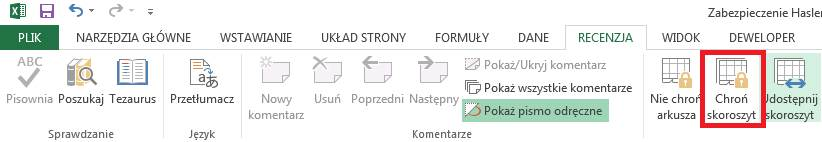 Zabezpieczenie Hasler
PLIK NARZĘDZIA GŁÓWNE WSTAWIANIE UKŁAD STRONY FORMUŁY DANE RECENZJA WIDOK DEWELOPER
ABC
Pisownia Poszukaj Tezaurus
Sprawdzanie
Przetłumacz
Język
Nowy
komentarz
Usuń Poprzedni Następny
Pokaż/Ukryj komentarz
Pokaż wszystkie komentarze
Pokaż pismo odręczne
Komentarze
Nie chroń
arkusza
Chroń
skoroszyt
Udostępnij
skoroszyt